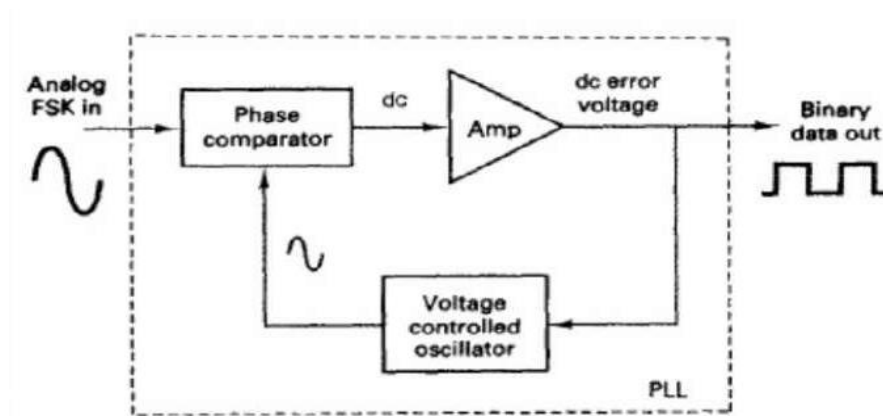 Analog
FSK in
Phase
comparator
dc
Amp
dc error
voltage
Binary
data out
Voltage
controlled
oscillator
PLL